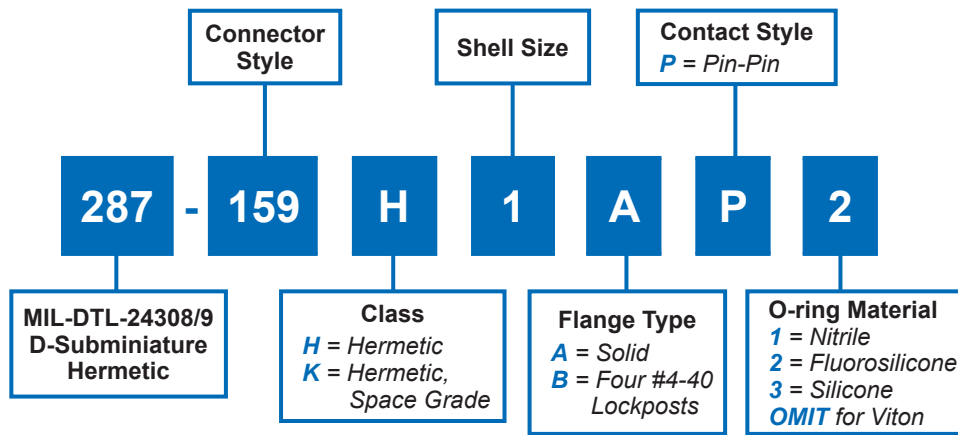 Connector
Style
Shell Size
Contact Style
P = Pin-Pin
287 - 159 H 1 A P 2
MIL-DTL-24308/9
D-Subminiature
Hermetic
Class
H = Hermetic
K = Hermetic,
Space Grade
Flange Type
A = Solid
B = Four #4-40
Lockposts
O-ring Material
1 = Nitrile
2 = Fluorosilicone
3 = Silicone
OMIT for Viton